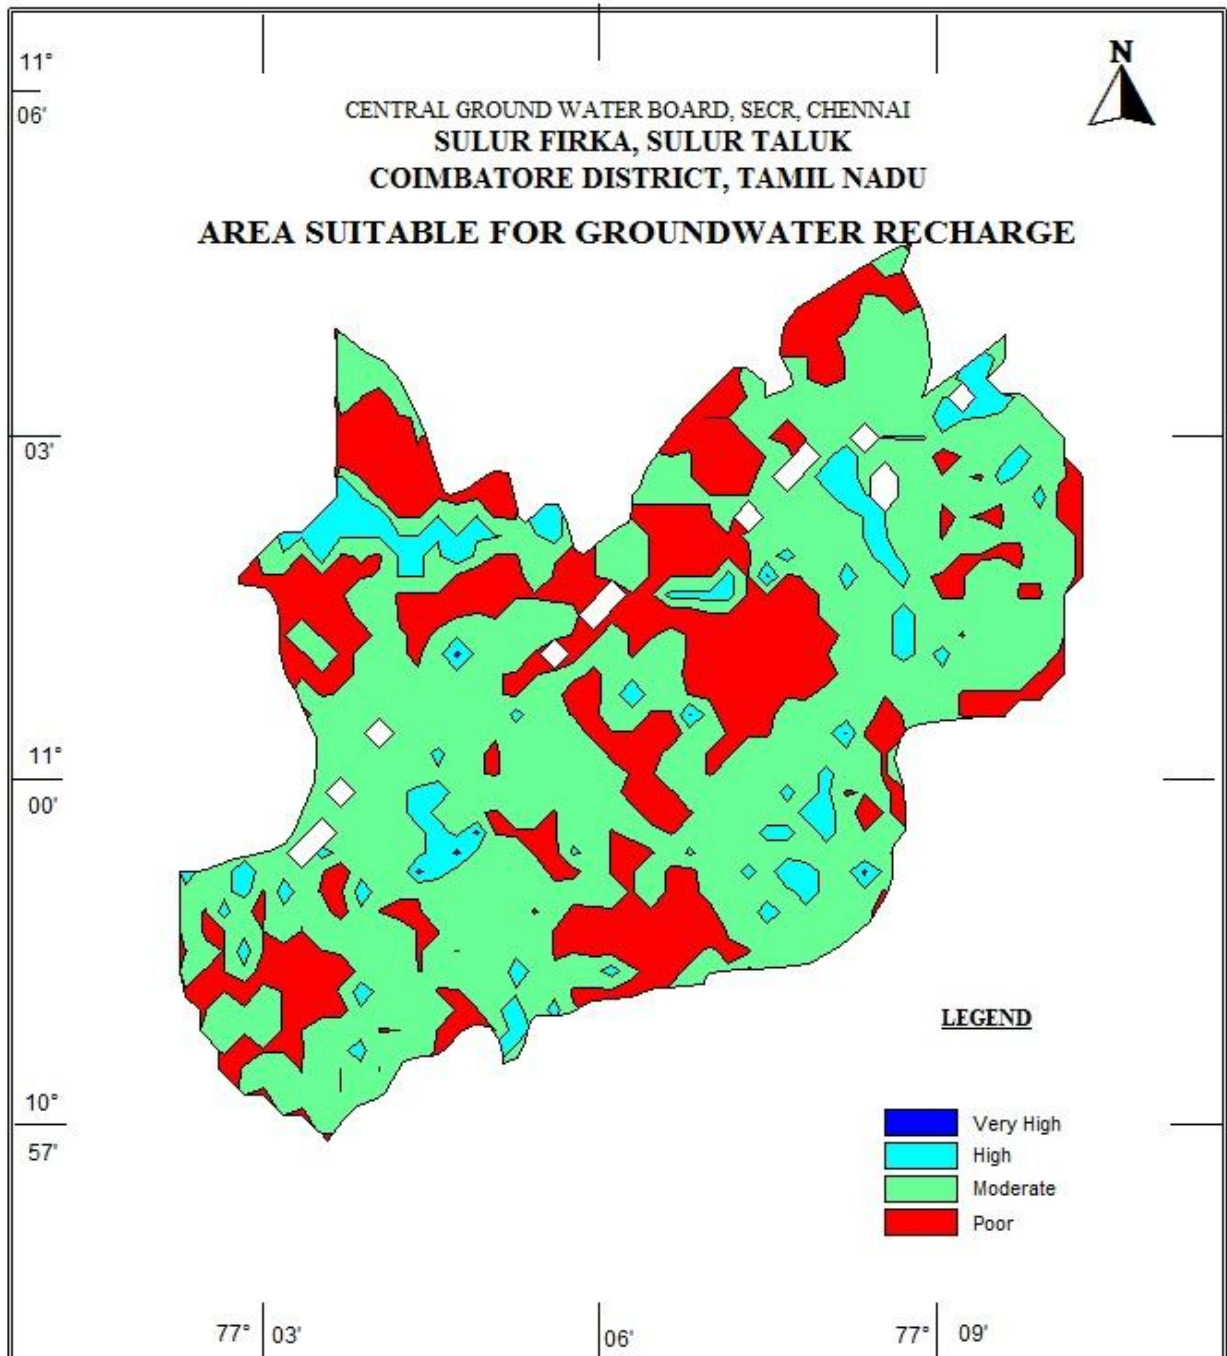 N
11°
06'
CENTRAL GROUND WATER BOARD, SECR, CHENNAI
SULUR FIRKA, SULUR TALUK
COIMBATORE DISTRICT, TAMIL NADU
AREA SUITABLE FOR GROUNDWATER RECHARGE
03'
11°
00'
LEGEND
10°
57'
Very High
High
Moderate
Poor
77° 03'
06'
77° 09'